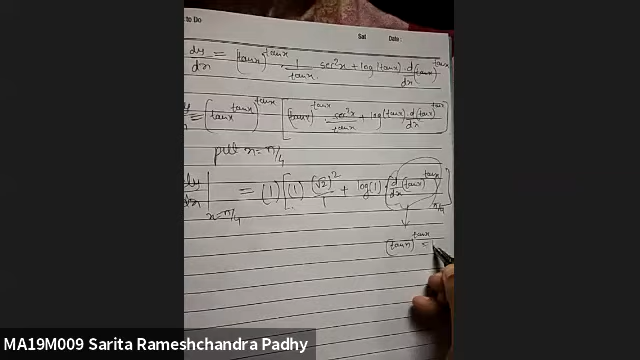 to Do
Sat Date:
dy/dx = (tanx)^tanx · 1/tanx · sec²x + log(tanx) · d/dx (tanx)^tanx
= (tanx^tanx)^tanx [ (tanx)^tanx · sec²x/tanx + log(tanx) · d/dx (tanx)^tanx ]
put x = π/4
dy/dx | x=π/4 = (1) [ (1) (√2)²/1 + log(1) · d/dx (tanx)^tanx ] π/4
(tanx)^tanx =
MA19M009 Sarita Rameshchandra Padhy